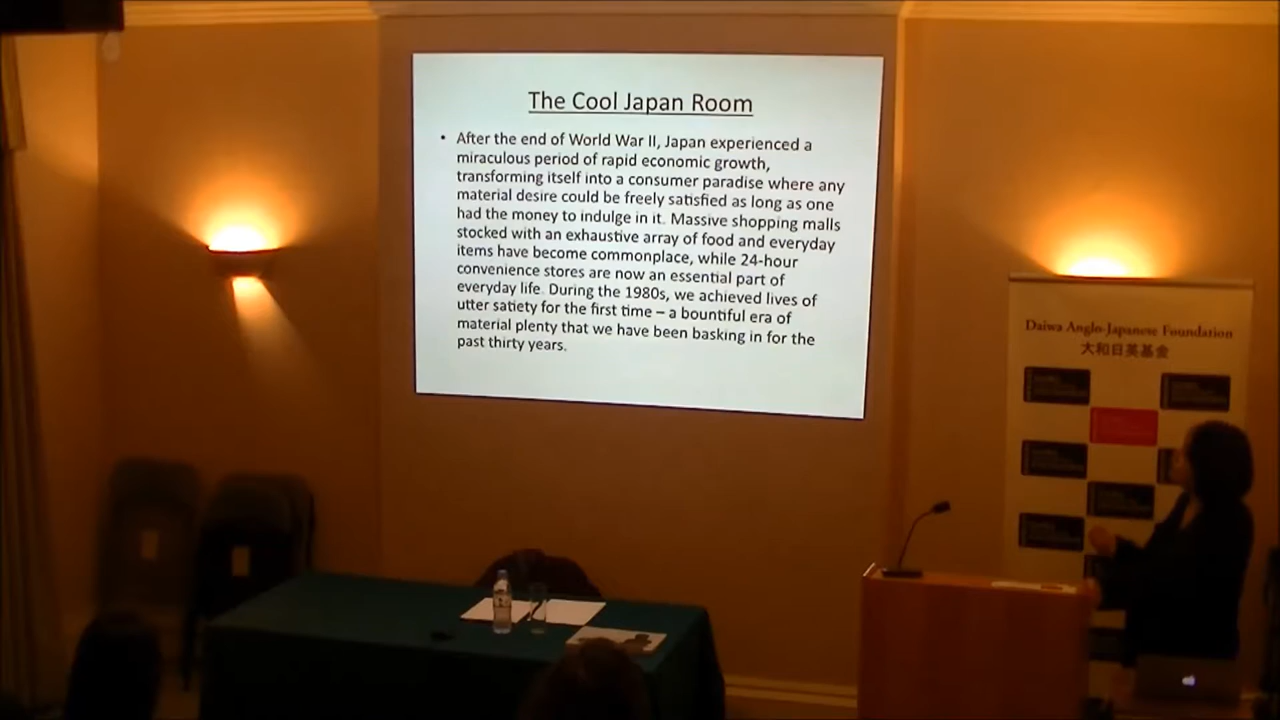 The Cool Japan Room
• After the end of World War II, Japan experienced a
miraculous period of rapid economic growth,
transforming itself into a consumer paradise where any
material desire could be freely satisfied as long as one
had the money to indulge in it. Massive shopping malls
stocked with an exhaustive array of food and everyday
items have become commonplace, while 24-hour
convenience stores are now an essential part of
everyday life. During the 1980s, we achieved lives of
utter satiety for the first time – a bountiful era of
material plenty that we have been basking in for the
past thirty years.
Daiwa Anglo-Japanese Foundation
大和日英基金